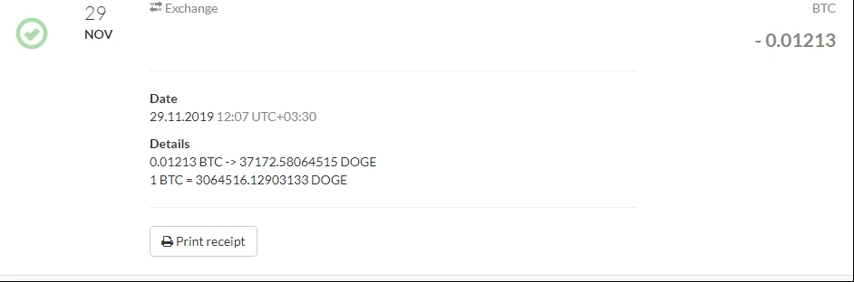 29
NOV
Exchange
BTC
- 0.01213
Date
29.11.2019 12:07 UTC+03:30
Details
0.01213 BTC -> 37172.58064515 DOGE
1 BTC = 3064516.12903133 DOGE
Print receipt